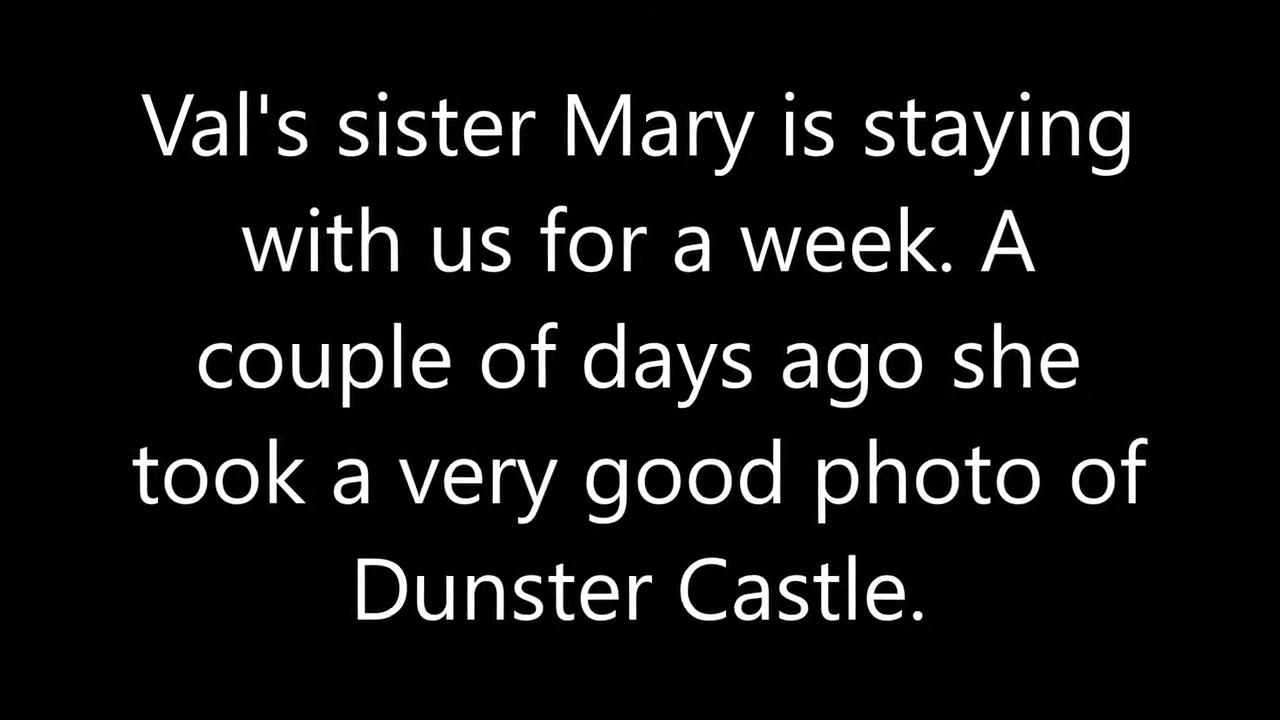 Val's sister Mary is staying
with us for a week. A
couple of days ago she
took a very good photo of
Dunster Castle.